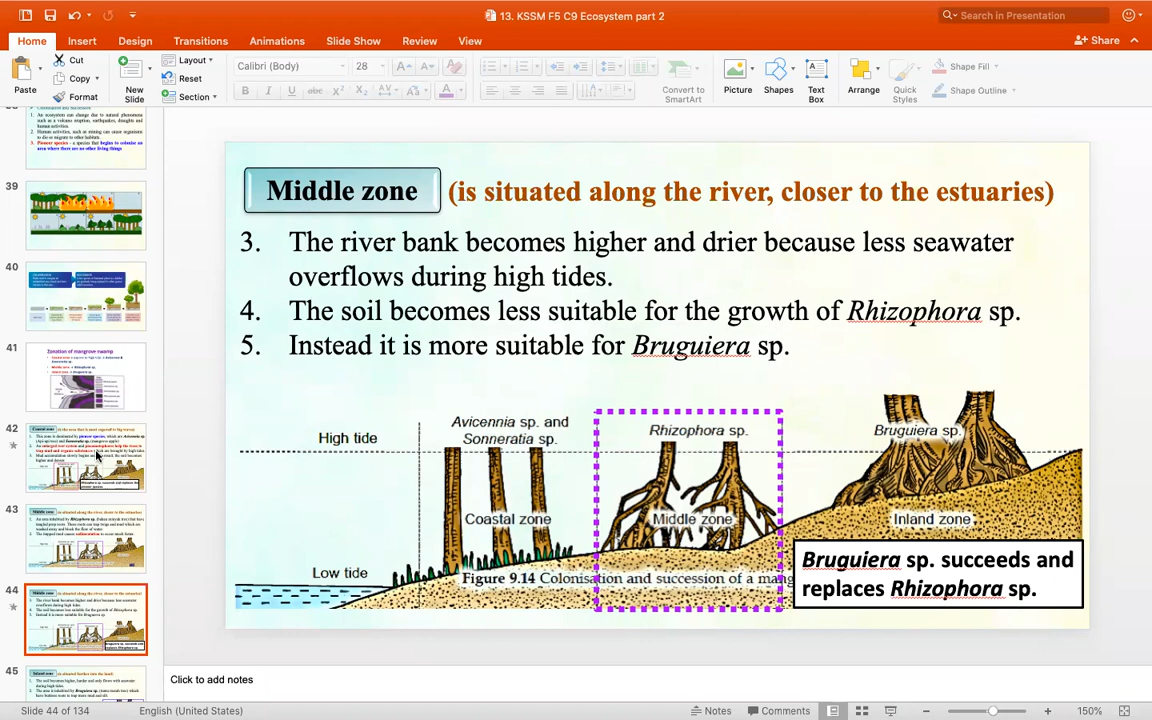 13. KSSM F5 C9 Ecosystem part 2
Search in Presentation
Home Insert Design Transitions Animations Slide Show Review View
Share
Paste
Cut
Copy
Format
New
Slide
Layout
Reset
Section
Calibri (Body) 28
Convert to
SmartArt
Picture
Shapes
Text
Box
Arrange
Quick
Styles
Shape Fill
Shape Outline
39
40
41
Zonation of mangrove swamp
42
43
44
45
Middle zone (is situated along the river, closer to the estuaries)
3. The river bank becomes higher and drier because less seawater
overflows during high tides.
4. The soil becomes less suitable for the growth of Rhizophora sp.
5. Instead it is more suitable for Bruguiera sp.
High tide
Avicennia sp. and
Sonneratia sp.
Rhizophora sp.
Bruguiera sp.
Coastal zone
Middle zone
Inland zone
Low tide
Figure 9.14 Colonisation and succession of a mang
Bruguiera sp. succeeds and
replaces Rhizophora sp.
Click to add notes
Slide 44 of 134
English (United States)
Notes
Comments
150%